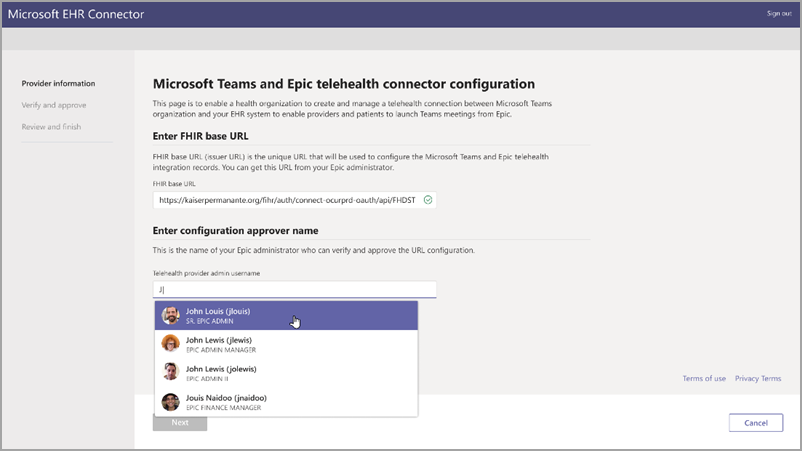 Microsoft EHR Connector
Sign out
Provider information
Verify and approve
Review and finish
Microsoft Teams and Epic telehealth connector configuration
This page is to enable a health organization to create and manage a telehealth connection between Microsoft Teams
organization and your EHR system to enable providers and patients to launch Teams meetings from Epic.
Enter FHIR base URL
FHIR base URL (issuer URL) is the unique URL that will be used to configure the Microsoft Teams and Epic telehealth
integration records. You can get this URL from your Epic administrator.
FHIR base URL
https://kaiserpermanante.org/fihr/auth/connect-ocurprd-oauth/api/FHDST
Enter configuration approver name
This is the name of your Epic administrator who can verify and approve the URL configuration.
Telehealth provider admin username
J
John Louis (jlouis)
SR. EPIC ADMIN
John Lewis (jlewis)
EPIC ADMIN MANAGER
John Lewis (jolewis)
EPIC ADMIN II
Jouis Naidoo (jnaidoo)
EPIC FINANCE MANAGER
Terms of use
Privacy Terms
Next
Cancel